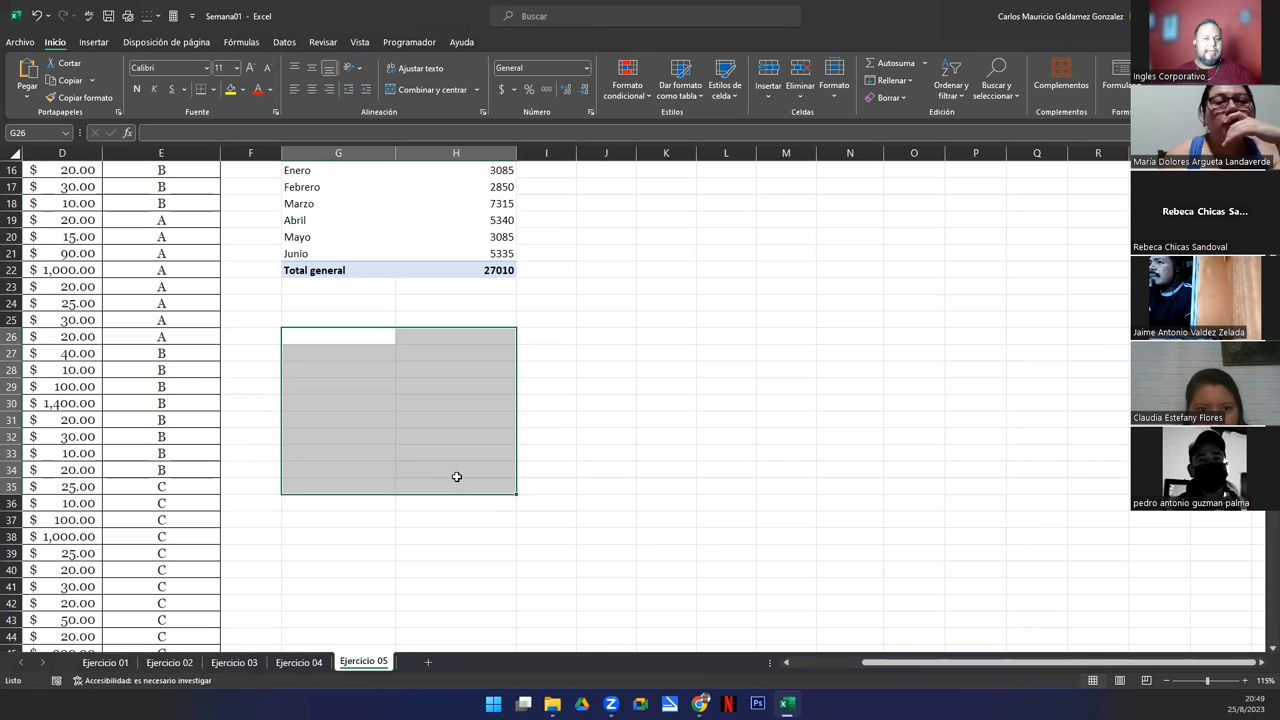 Semana01 - Excel
Buscar
Carlos Mauricio Galdamez Gonzalez
Archivo Inicio Insertar Disposición de página Fórmulas Datos Revisar Vista Programador Ayuda
Pegar
Cortar
Copiar
Copiar formato
Portapapeles
Calibri 11
N K S
Fuente
Ajustar texto
Combinar y centrar
Alineación
General
$ % 000
Número
Formato condicional
Dar formato como tabla
Estilos de celda
Estilos
Insertar Eliminar Formato
Celdas
Autosuma
Rellenar
Borrar
Ordenar y filtrar
Buscar y seleccionar
Edición
Complementos
Complementos
G26
fx
D E F G H I J K L M N O P Q R
16 $ 20.00 B Enero 3085
17 $ 30.00 B Febrero 2850
18 $ 10.00 B Marzo 7315
19 $ 20.00 A Abril 5340
20 $ 15.00 A Mayo 3085
21 $ 90.00 A Junio 5335
22 $ 1,000.00 A Total general 27010
23 $ 20.00 A
24 $ 25.00 A
25 $ 30.00 A
26 $ 20.00 A
27 $ 40.00 B
28 $ 10.00 B
29 $ 100.00 B
30 $ 1,400.00 B
31 $ 20.00 B
32 $ 30.00 B
33 $ 10.00 B
34 $ 20.00 B
35 $ 25.00 C
36 $ 10.00 C
37 $ 100.00 C
38 $ 1,000.00 C
39 $ 25.00 C
40 $ 20.00 C
41 $ 30.00 C
42 $ 20.00 C
43 $ 50.00 C
44 $ 20.00 C
Ingles Corporativo
María Dolores Argueta Landaverde
Rebeca Chicas Sa...
Rebeca Chicas Sandoval
Jaime Antonio Valdez Zelada
Claudia Estefany Flores
pedro antonio guzman palma
Ejercicio 01 Ejercicio 02 Ejercicio 03 Ejercicio 04 Ejercicio 05
Listo
Accesibilidad: es necesario investigar
115%
20:49
25/8/2023